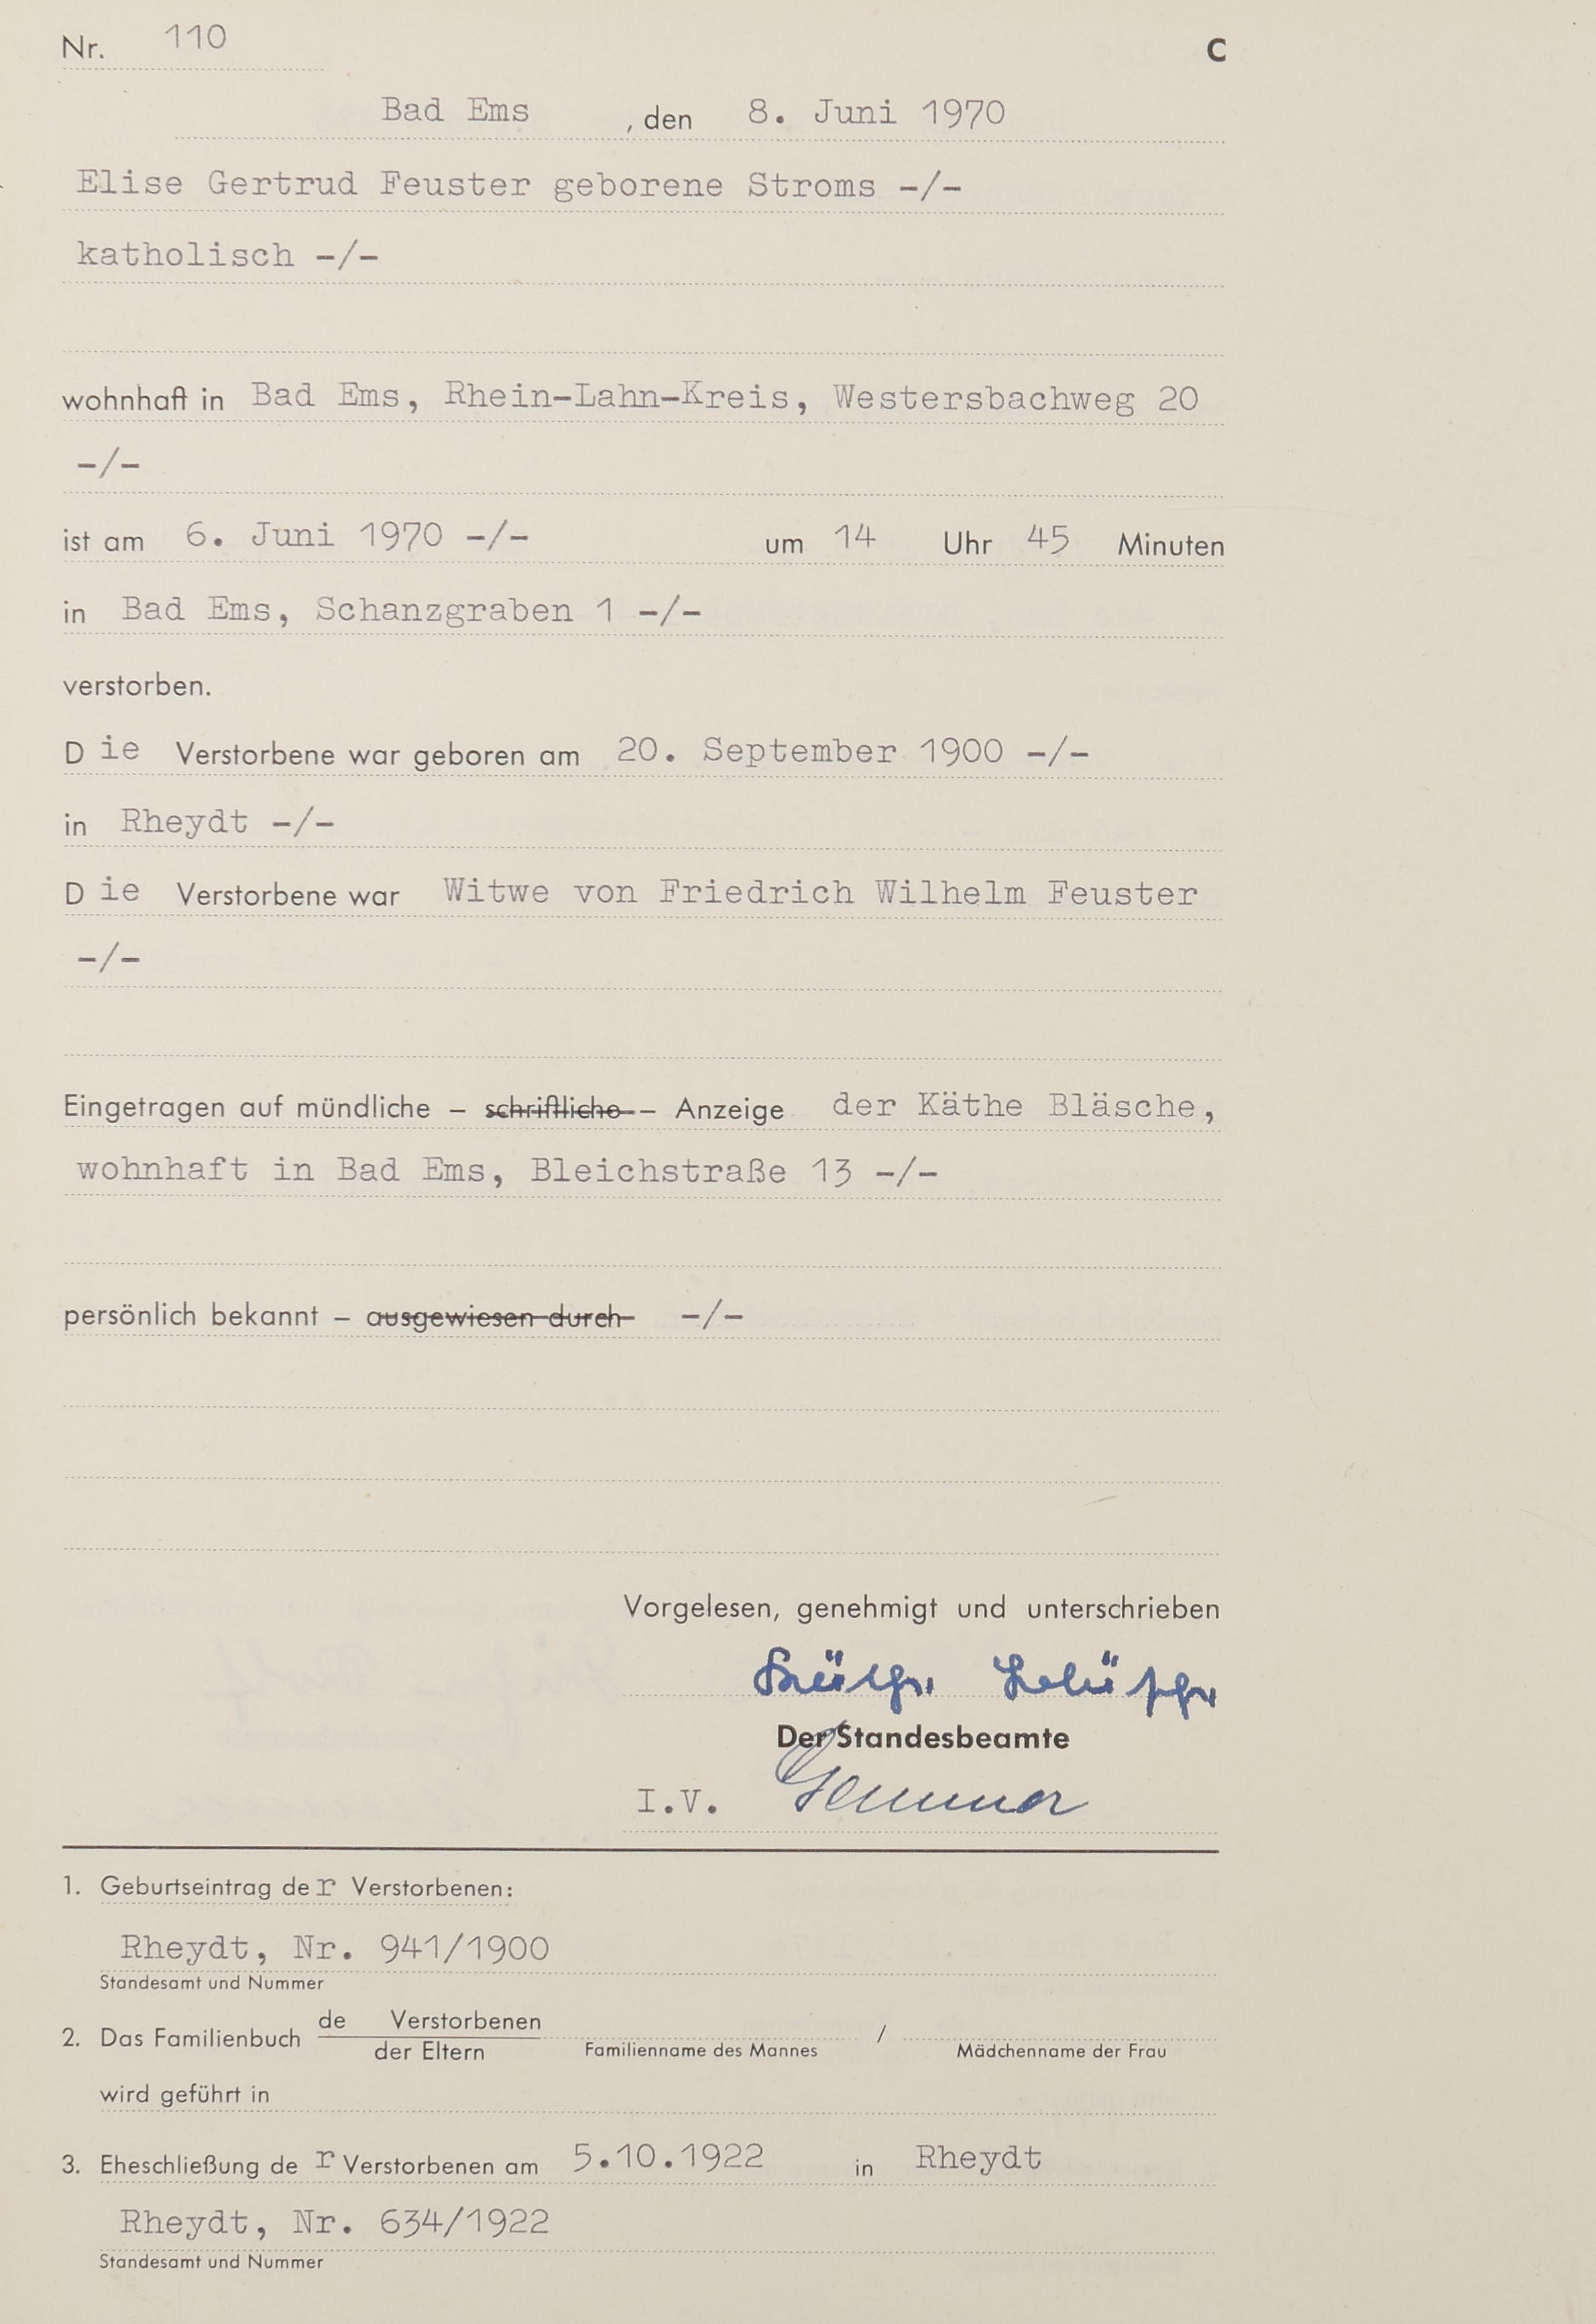 Nr. 110 C
Bad Ems , den 8. Juni 1970
Elise Gertrud Feuster geborene Stroms -/-
katholisch -/-
wohnhaft in Bad Ems, Rhein-Lahn-Kreis, Westersbachweg 20
-/-
ist am 6. Juni 1970 -/- um 14 Uhr 45 Minuten
in Bad Ems, Schanzgraben 1 -/-
verstorben.
Die Verstorbene war geboren am 20. September 1900 -/-
in Rheydt -/-
Die Verstorbene war Witwe von Friedrich Wilhelm Feuster
-/-
Eingetragen auf mündliche – schriftliche – Anzeige der Käthe Bläsche,
wohnhaft in Bad Ems, Bleichstraße 13 -/-
persönlich bekannt – ausgewiesen durch -/-
Vorgelesen, genehmigt und unterschrieben
Käthe Bläsche
Der Standesbeamte
I.V.
1. Geburtseintrag der Verstorbenen:
Rheydt, Nr. 941/1900
Standesamt und Nummer
de Verstorbenen
2. Das Familienbuch /
der Eltern Familienname des Mannes Mädchenname der Frau
wird geführt in
3. Eheschließung der Verstorbenen am 5.10.1922 in Rheydt
Rheydt, Nr. 634/1922
Standesamt und Nummer